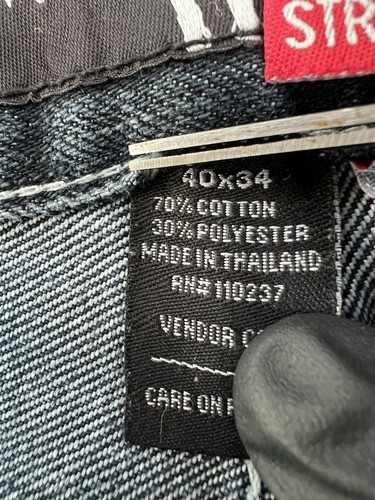 STR
40x34
70% COTTON
30% POLYESTER
MADE IN THAILAND
RN#110237
VENDOR C
CARE ON